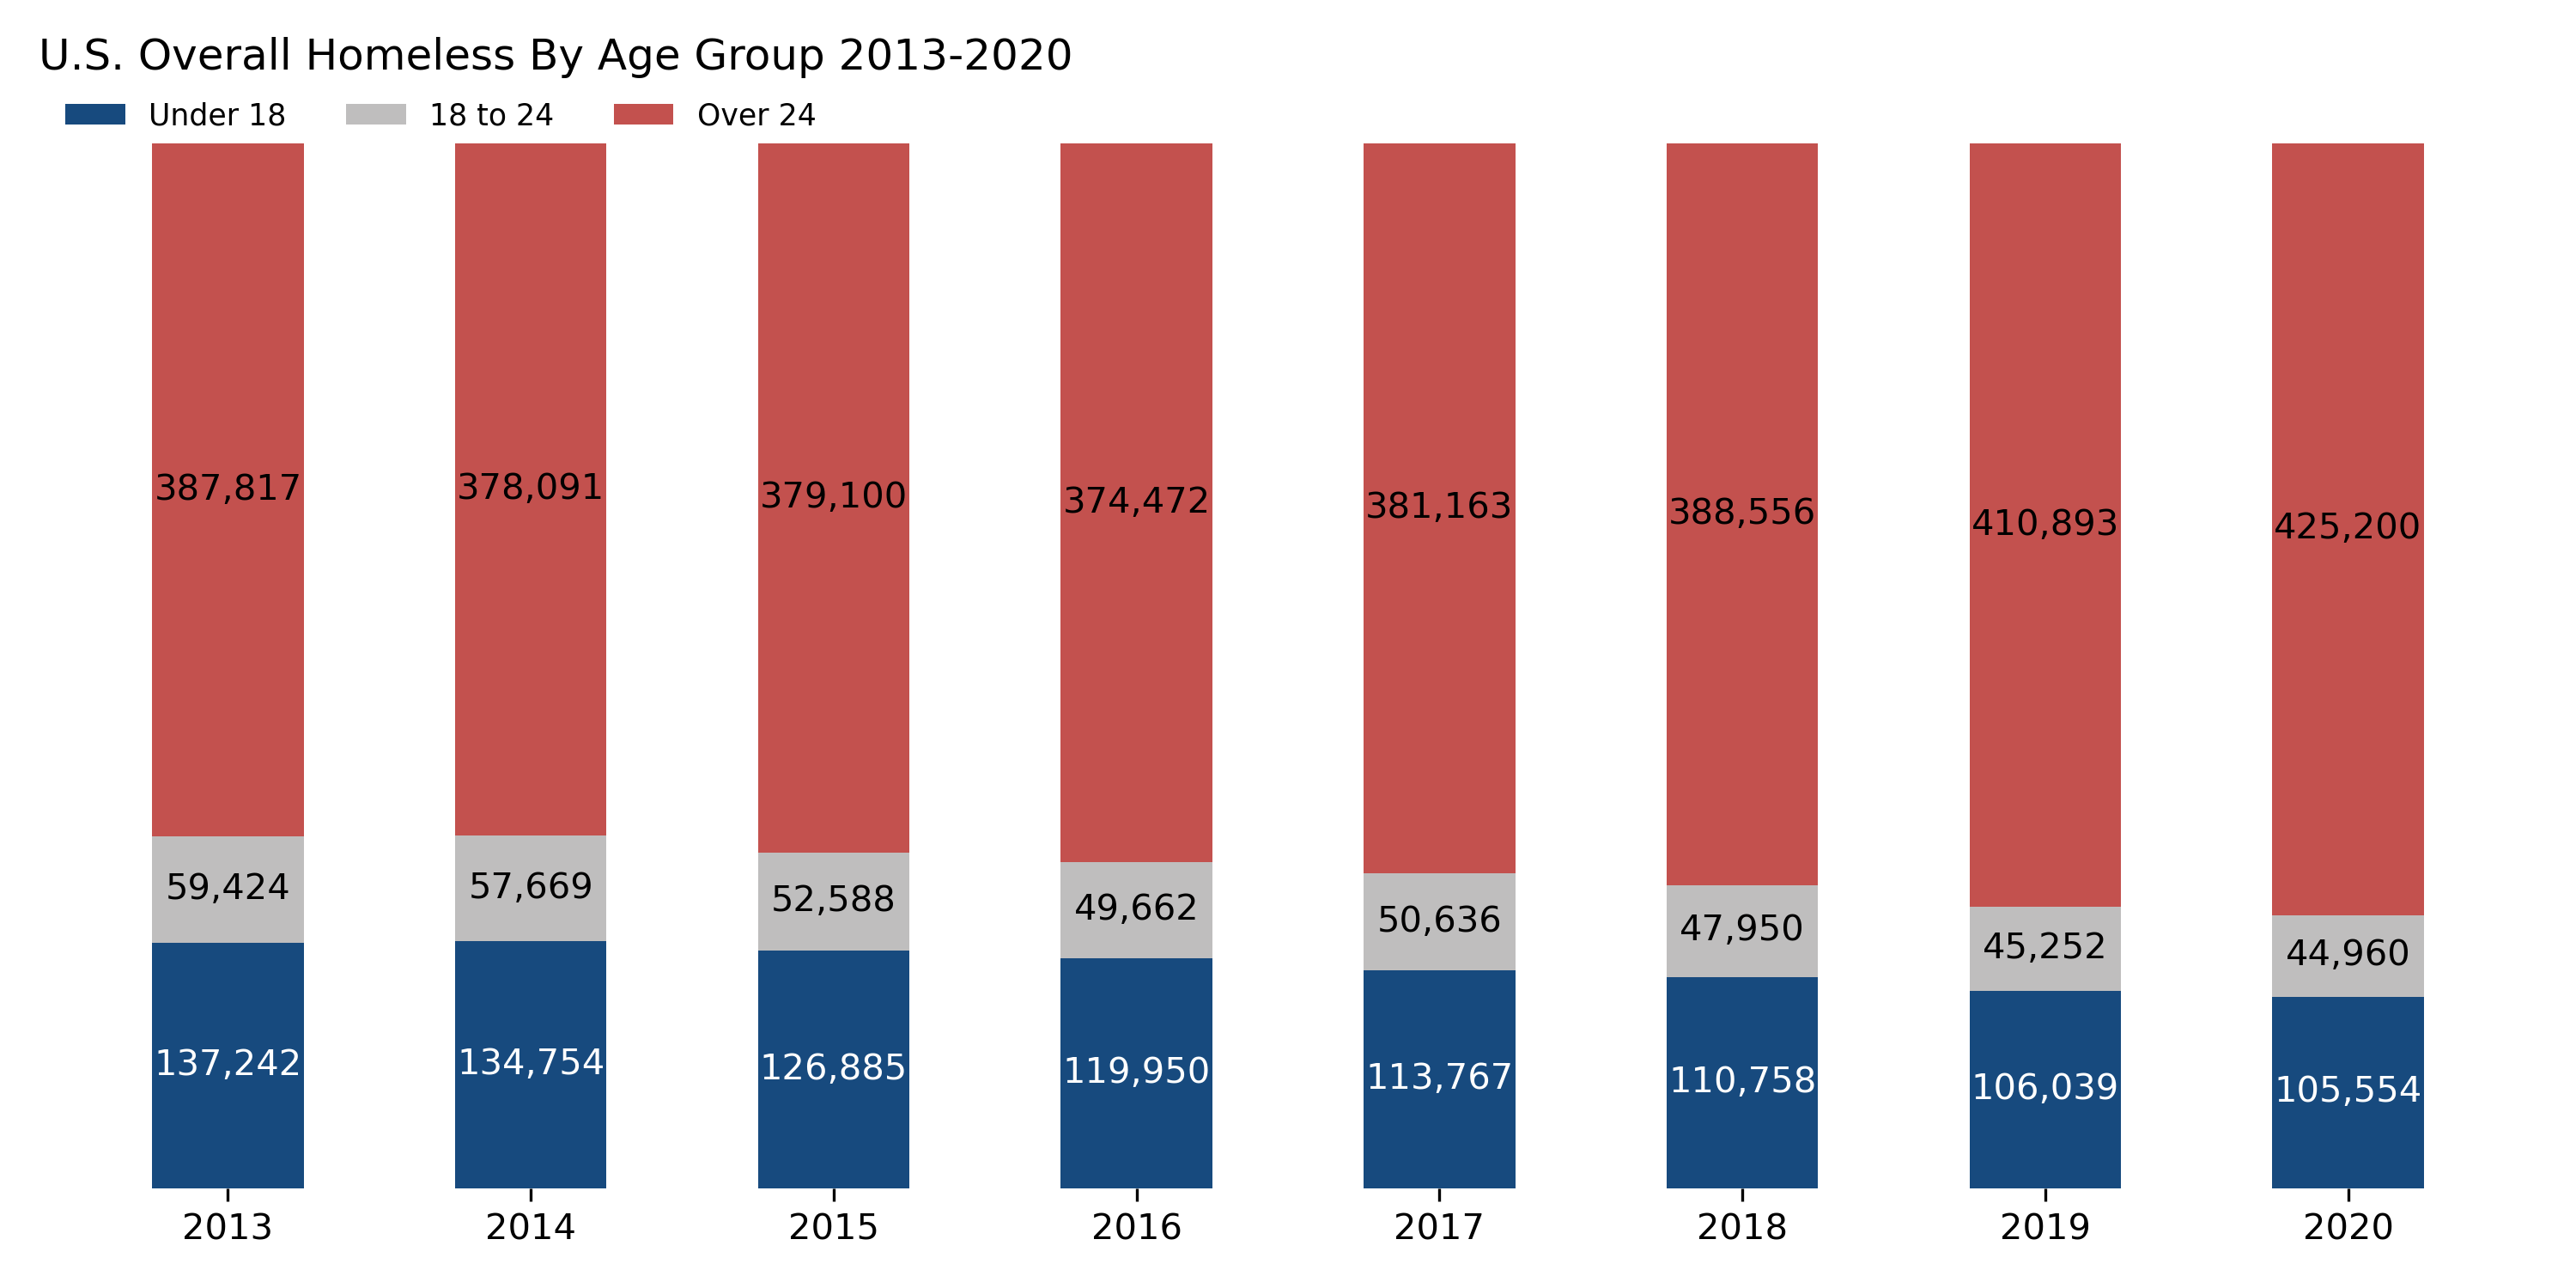 U.S. Overall Homeless By Age Group 2013-2020
Under 18 18 to 24 Over 24
387,817 378,091 379,100 374,472 381,163 388,556 410,893 425,200
59,424 57,669 52,588 49,662 50,636 47,950 45,252 44,960
137,242 134,754 126,885 119,950 113,767 110,758 106,039 105,554
2013 2014 2015 2016 2017 2018 2019 2020